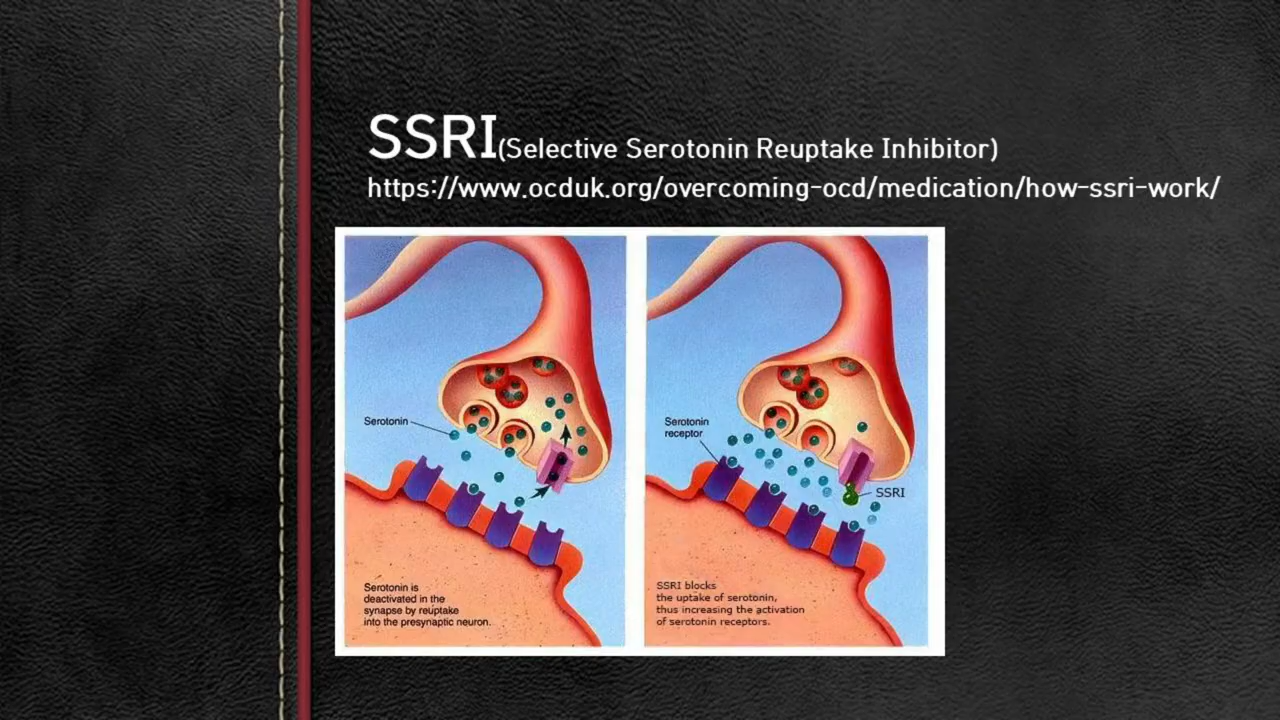 SSRI(Selective Serotonin Reuptake Inhibitor)
https://www.ocduk.org/overcoming-ocd/medication/how-ssri-work/
Serotonin
Serotonin is
deactivated in the
synapse by reuptake
into the presynaptic neuron.
Serotonin
receptor
SSRI
SSRI blocks
the uptake of serotonin,
thus increasing the activation
of serotonin receptors.